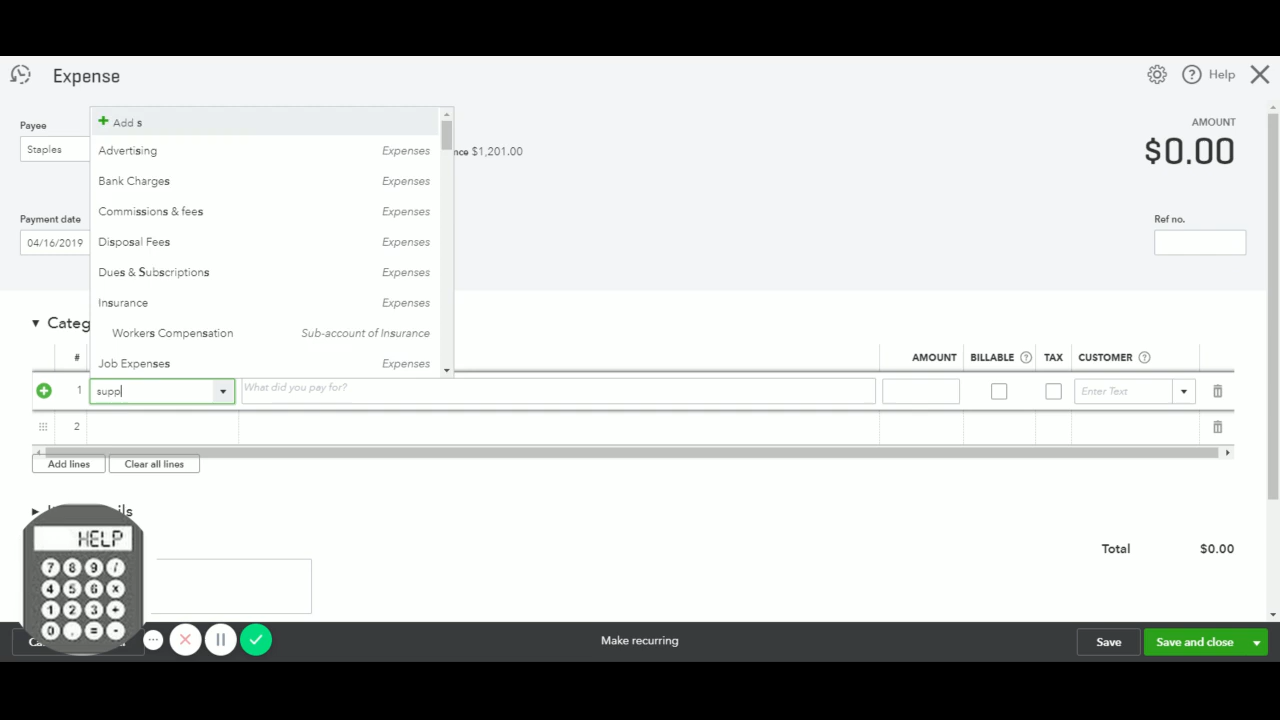 Expense
Help
Payee
Staples
nce $1,201.00
AMOUNT
$0.00
Payment date
04/16/2019
Ref no.
+ Add s
Advertising Expenses
Bank Charges Expenses
Commissions & fees Expenses
Disposal Fees Expenses
Dues & Subscriptions Expenses
Insurance Expenses
Workers Compensation Sub-account of Insurance
Job Expenses Expenses
Categ
# AMOUNT BILLABLE ? TAX CUSTOMER ?
1 supp What did you pay for? Enter Text
2
Add lines Clear all lines
ils
HELP
7 8 9 /
4 5 6 x
1 2 3 +
0 . = -
Total $0.00
Make recurring
Save
Save and close